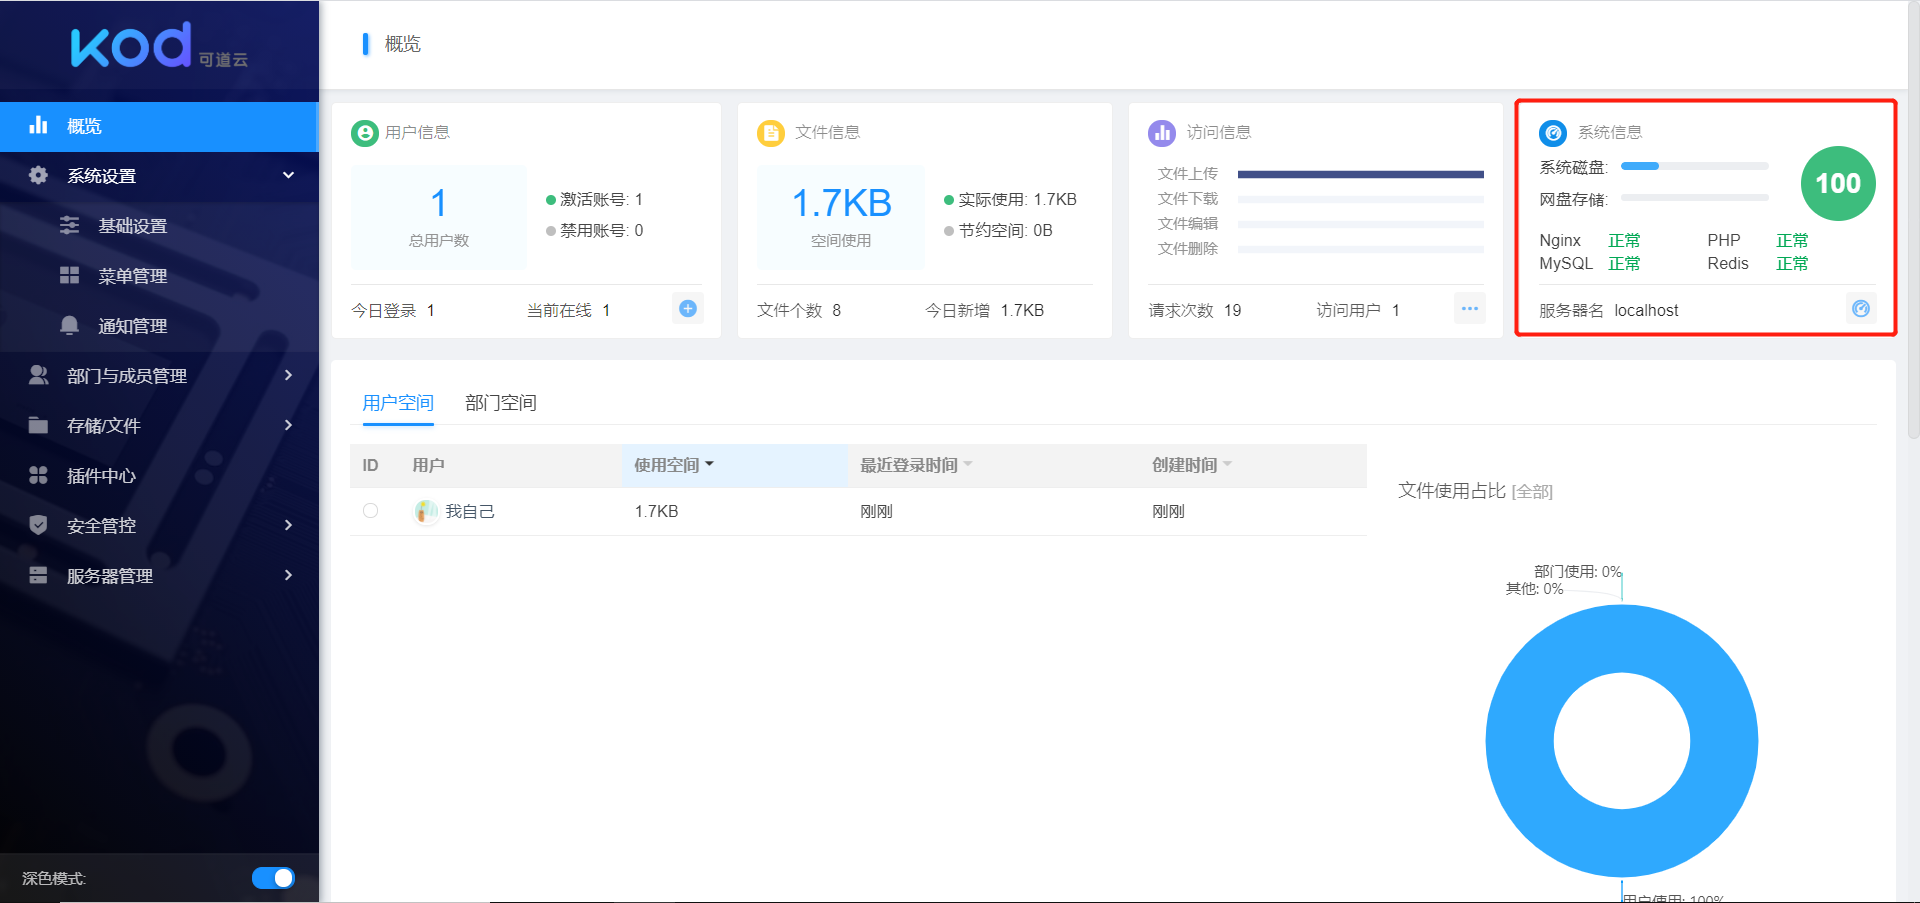 kod 可道云
概览
系统设置
基础设置
菜单管理
通知管理
部门与成员管理
存储/文件
插件中心
安全管控
服务器管理
深色模式:
概览
用户信息
1
总用户数
激活账号: 1
禁用账号: 0
今日登录 1 当前在线 1
文件信息
1.7KB
空间使用
实际使用: 1.7KB
节约空间: 0B
文件个数 8 今日新增 1.7KB
访问信息
文件上传
文件下载
文件编辑
文件删除
请求次数 19 访问用户 1
系统信息
系统磁盘:
网盘存储:
100
Nginx 正常 PHP 正常
MySQL 正常 Redis 正常
服务器名 localhost
用户空间 部门空间
ID 用户 使用空间 最近登录时间 创建时间
我自己 1.7KB 刚刚 刚刚
文件使用占比 [全部]
部门使用: 0%
其他: 0%
用户使用: 100%